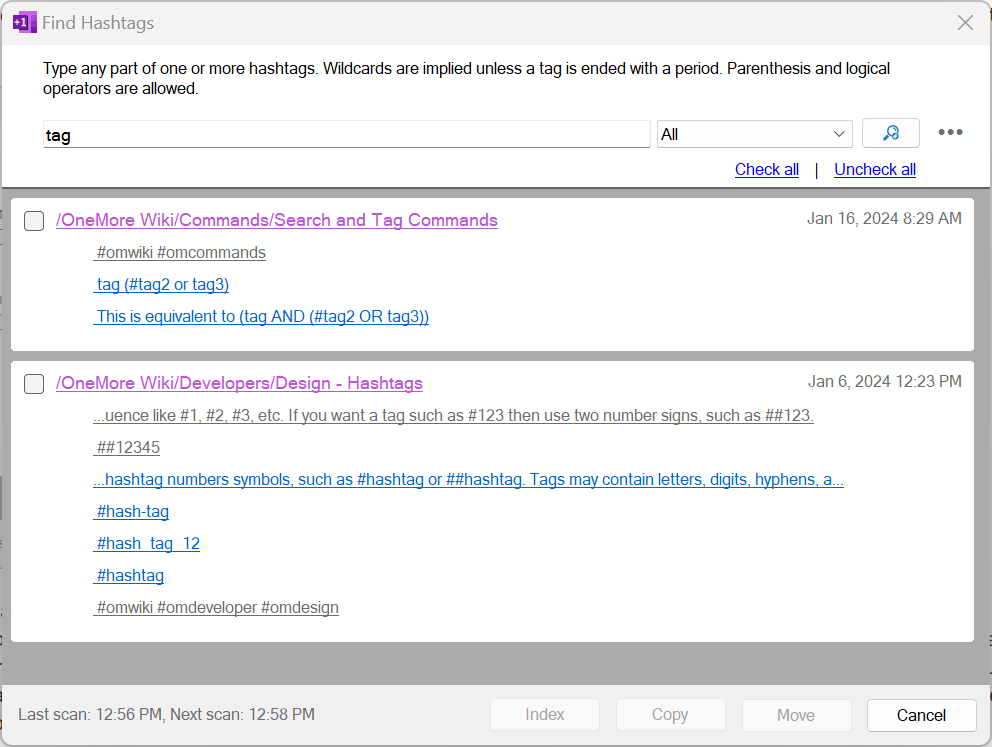 +1 Find Hashtags
Type any part of one or more hashtags. Wildcards are implied unless a tag is ended with a period. Parenthesis and logical
operators are allowed.
tag All
Check all | Uncheck all
/OneMore Wiki/Commands/Search and Tag Commands Jan 16, 2024 8:29 AM
#omwiki #omcommands
tag (#tag2 or tag3)
This is equivalent to (tag AND (#tag2 OR tag3))
/OneMore Wiki/Developers/Design - Hashtags Jan 6, 2024 12:23 PM
...uence like #1, #2, #3, etc. If you want a tag such as #123 then use two number signs, such as ##123.
##12345
...hashtag numbers symbols, such as #hashtag or ##hashtag. Tags may contain letters, digits, hyphens, a...
#hash-tag
#hash_tag_12
#hashtag
#omwiki #omdeveloper #omdesign
Last scan: 12:56 PM, Next scan: 12:58 PM Index Copy Move Cancel